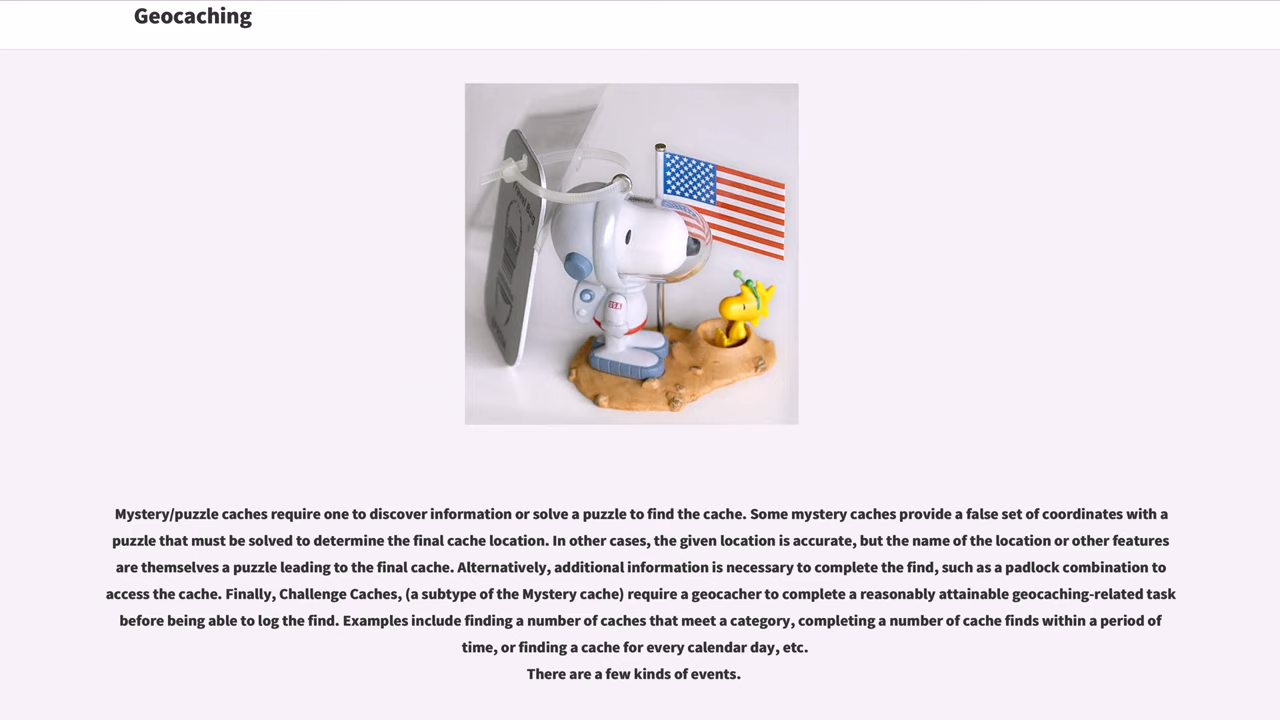 Geocaching
USA
Mystery/puzzle caches require one to discover information or solve a puzzle to find the cache. Some mystery caches provide a false set of coordinates with a
puzzle that must be solved to determine the final cache location. In other cases, the given location is accurate, but the name of the location or other features
are themselves a puzzle leading to the final cache. Alternatively, additional information is necessary to complete the find, such as a padlock combination to
access the cache. Finally, Challenge Caches, (a subtype of the Mystery cache) require a geocacher to complete a reasonably attainable geocaching-related task
before being able to log the find. Examples include finding a number of caches that meet a category, completing a number of cache finds within a period of
time, or finding a cache for every calendar day, etc.
There are a few kinds of events.